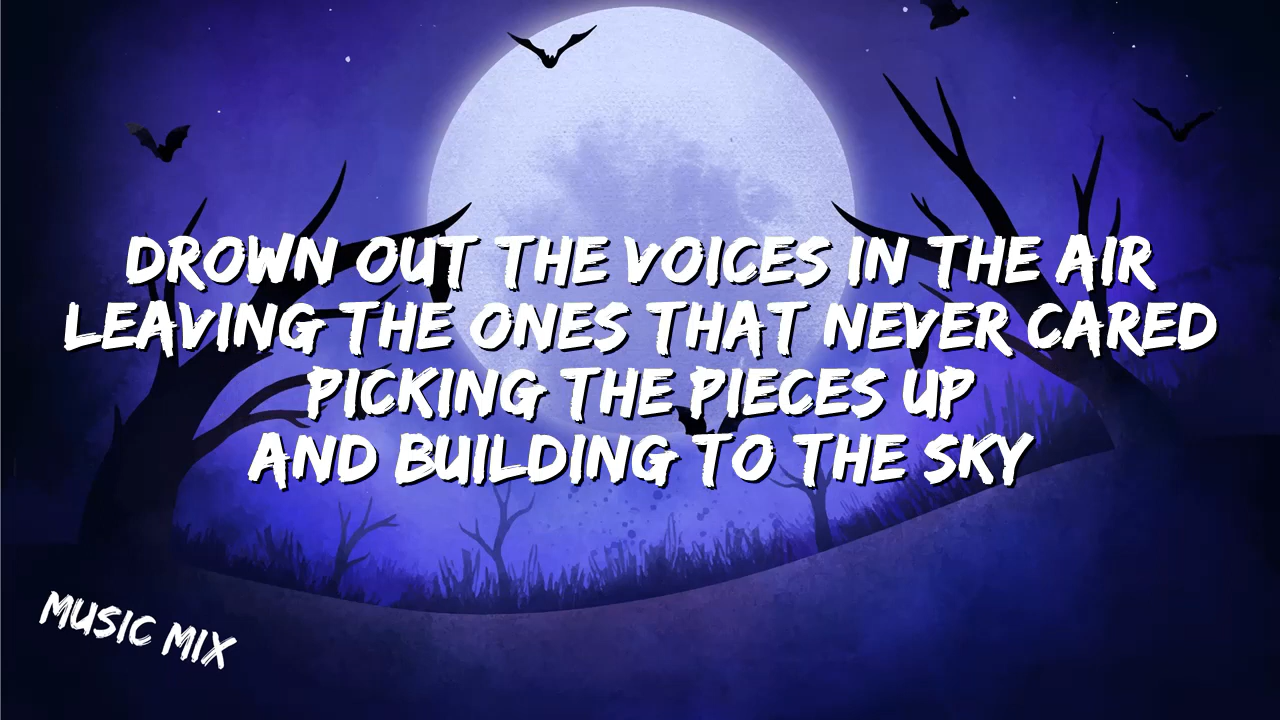 DROWN OUT THE VOICES IN THE AIR
LEAVING THE ONES THAT NEVER CARED
PICKING THE PIECES UP
AND BUILDING TO THE SKY
MUSIC MIX